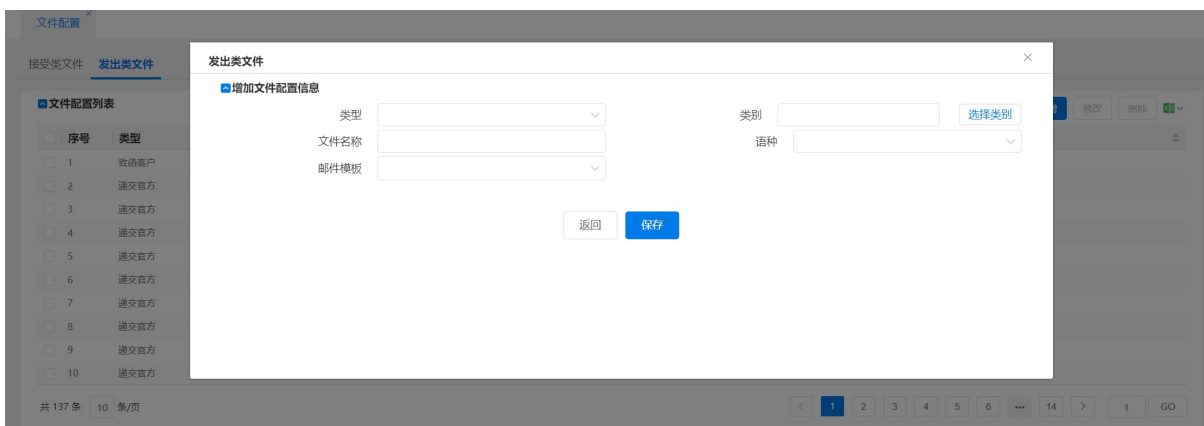 文件配置 ×
接受类文件 发出类文件
文件配置列表
修改 删除
序号 类型
1 致函客户
2 递交官方
3 递交官方
4 递交官方
5 递交官方
6 递交官方
7 递交官方
8 递交官方
9 递交官方
10 递交官方
共 137 条 10 条/页
1 2 3 4 5 6 ••• 14 1 GO
发出类文件 ×
增加文件配置信息
类型 类别 选择类别
文件名称 语种
邮件模板
返回 保存